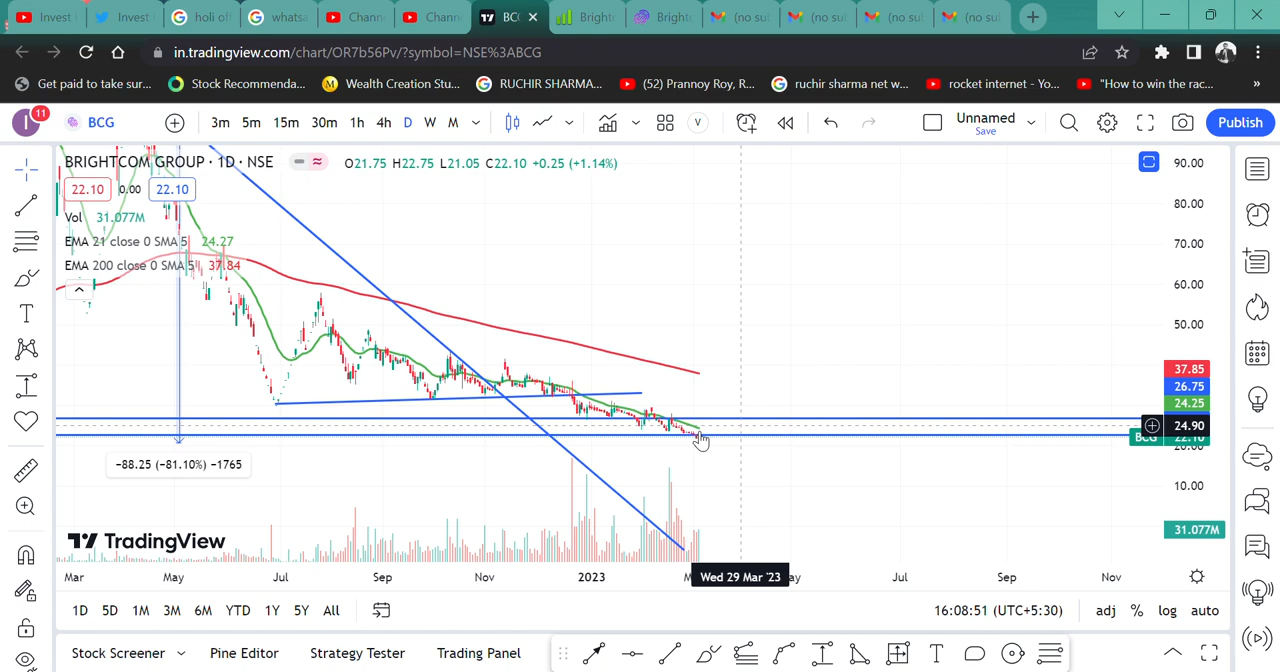 Invest
Invest
holi of
whatsa
Chann
Chann
BC
Bright
Bright
(no sul
(no sul
(no sul
(no sul
in.tradingview.com/chart/OR7b56Pv/?symbol=NSE%3ABCG
Get paid to take sur...
Stock Recommenda...
Wealth Creation Stu...
RUCHIR SHARMA...
(52) Prannoy Roy, R...
ruchir sharma net w...
rocket internet - Yo...
"How to win the rac...
»
I
11
BCG
3m
5m
15m
30m
1h
4h
D
W
M
V
Unnamed
Save
Publish
BRIGHTCOM GROUP · 1D · NSE
O21.75 H22.75 L21.05 C22.10 +0.25 (+1.14%)
22.10 0.00 22.10
Vol 31.077M
EMA 21 close 0 SMA 5 24.27
EMA 200 close 0 SMA 5 37.84
90.00
80.00
70.00
60.00
50.00
37.85
26.75
24.25
24.90
BCG 22.10
20.00
10.00
31.077M
−88.25 (−81.10%) −1765
TradingView
Mar
May
Jul
Sep
Nov
2023
Wed 29 Mar '23
Jul
Sep
Nov
1D
5D
1M
3M
6M
YTD
1Y
5Y
All
16:08:51 (UTC+5:30)
adj
%
log
auto
Stock Screener
Pine Editor
Strategy Tester
Trading Panel
T